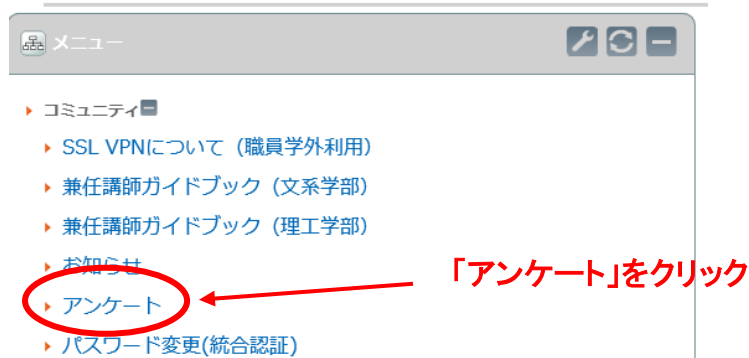 メニュー
コミュニティ
SSL VPNについて（職員学外利用）
兼任講師ガイドブック（文系学部）
兼任講師ガイドブック（理工学部）
お知らせ
「アンケート」をクリック
アンケート
パスワード変更(統合認証)